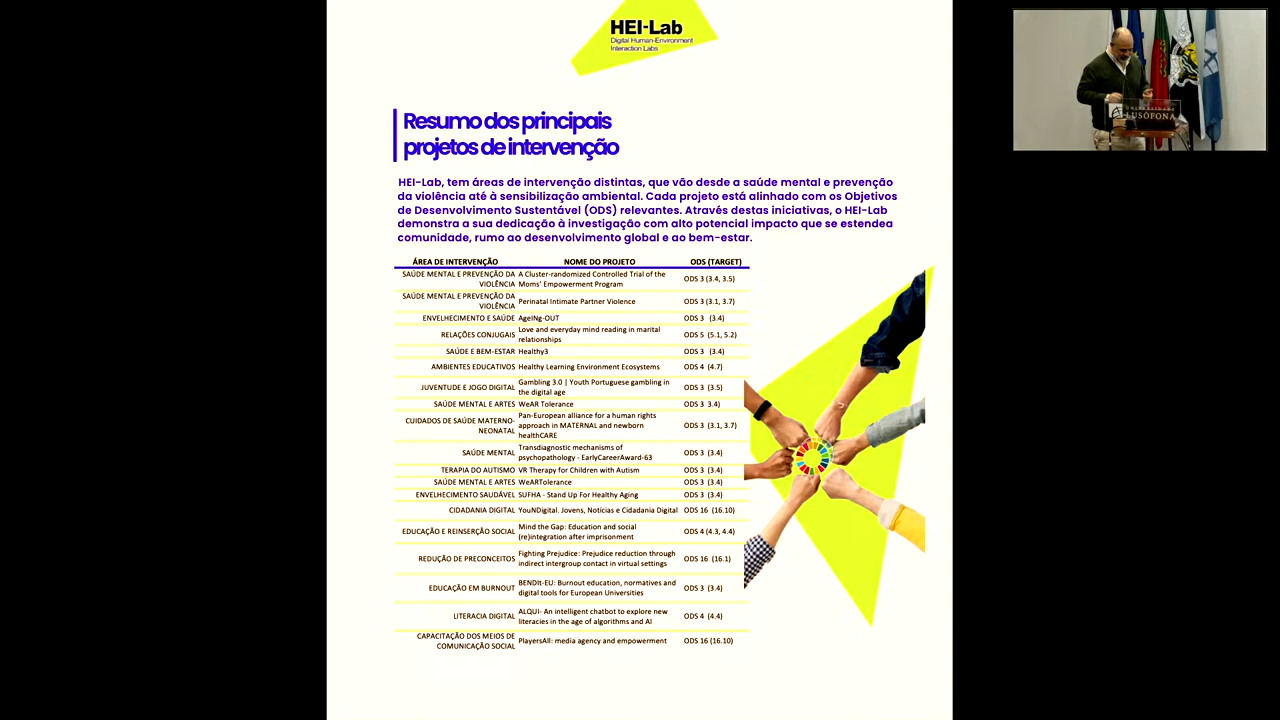 HEI-Lab
Digital Human-Environment
Interaction Labs
UNIVERSIDADE
LUSÓFONA
Resumo dos principais
projetos de intervenção
HEI-Lab, tem áreas de intervenção distintas, que vão desde a saúde mental e prevenção
da violência até à sensibilização ambiental. Cada projeto está alinhado com os Objetivos
de Desenvolvimento Sustentável (ODS) relevantes. Através destas iniciativas, o HEI-Lab
demonstra a sua dedicação à investigação com alto potencial impacto que se estendea
comunidade, rumo ao desenvolvimento global e ao bem-estar.
ÁREA DE INTERVENÇÃO NOME DO PROJETO ODS (TARGET)
SAÚDE MENTAL E PREVENÇÃO DA
VIOLÊNCIA
A Cluster-randomized Controlled Trial of the
Moms' Empowerment Program
ODS 3 (3.4, 3.5)
SAÚDE MENTAL E PREVENÇÃO DA
VIOLÊNCIA
Perinatal Intimate Partner Violence
ODS 3 (3.1, 3.7)
ENVELHECIMENTO E SAÚDE AgeINg-OUT ODS 3 (3.4)
RELAÇÕES CONJUGAIS
Love and everyday mind reading in marital
relationships
ODS 5 (5.1, 5.2)
SAÚDE E BEM-ESTAR Healthy3 ODS 3 (3.4)
AMBIENTES EDUCATIVOS Healthy Learning Environment Ecosystems ODS 4 (4.7)
JUVENTUDE E JOGO DIGITAL
Gambling 3.0 | Youth Portuguese gambling in
the digital age
ODS 3 (3.5)
SAÚDE MENTAL E ARTES WeAR Tolerance ODS 3 3.4)
CUIDADOS DE SAÚDE MATERNO-
NEONATAL
Pan-European alliance for a human rights
approach in MATERNAL and newborn
healthCARE
ODS 3 (3.1, 3.7)
SAÚDE MENTAL
Transdiagnostic mechanisms of
psychopathology - EarlyCareerAward-63
ODS 3 (3.4)
TERAPIA DO AUTISMO VR Therapy for Children with Autism ODS 3 (3.4)
SAÚDE MENTAL E ARTES WeARTolerance ODS 3 (3.4)
ENVELHECIMENTO SAUDÁVEL SUFHA - Stand Up For Healthy Aging ODS 3 (3.4)
CIDADANIA DIGITAL YouNDigital. Jovens, Notícias e Cidadania Digital ODS 16 (16.10)
EDUCAÇÃO E REINSERÇÃO SOCIAL
Mind the Gap: Education and social
(re)integration after imprisonment
ODS 4 (4.3, 4.4)
REDUÇÃO DE PRECONCEITOS
Fighting Prejudice: Prejudice reduction through
indirect intergroup contact in virtual settings
ODS 16 (16.1)
EDUCAÇÃO EM BURNOUT
BENDIt-EU: Burnout education, normatives and
digital tools for European Universities
ODS 3 (3.4)
LITERACIA DIGITAL
ALQUI- An intelligent chatbot to explore new
literacies in the age of algorithms and AI
ODS 4 (4.4)
CAPACITAÇÃO DOS MEIOS DE
COMUNICAÇÃO SOCIAL
PlayersAll: media agency and empowerment
ODS 16 (16.10)